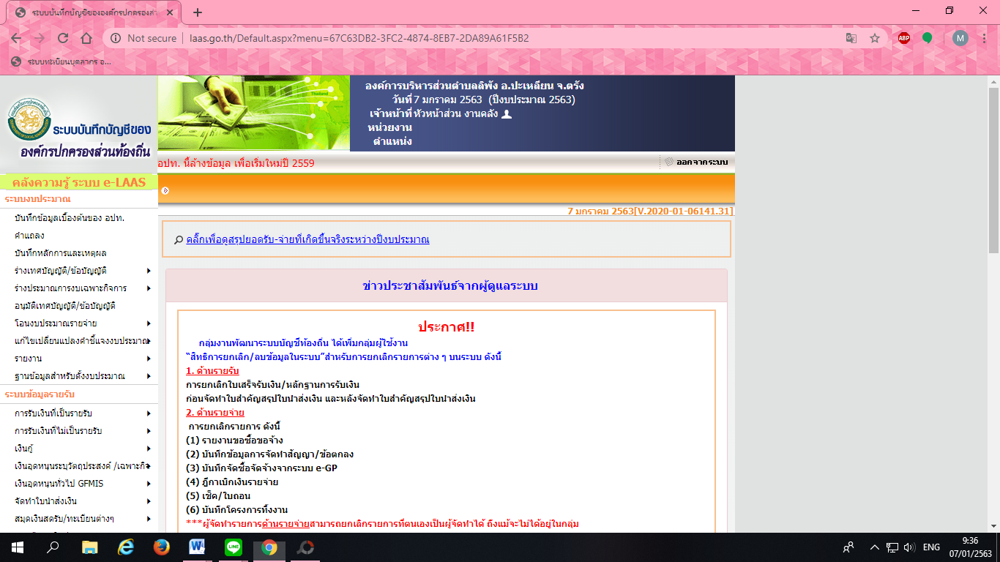 ระบบบันทึกบัญชีขององค์กรปกครองส่
Not secure | laas.go.th/Default.aspx?menu=67C63DB2-3FC2-4874-8EB7-2DA89A61F5B2
ABP
M
ระบบทะเบียนบุคลากร อ...
ระบบบันทึกบัญชีของ
องค์กรปกครองส่วนท้องถิ่น
องค์การบริหารส่วนตำบลลิพัง อ.ปะเหลียน จ.ตรัง
วันที่ 7 มกราคม 2563 (ปีงบประมาณ 2563)
เจ้าหน้าที่ หัวหน้าส่วน งานคลัง
หน่วยงาน
ตำแหน่ง
อปท. นี้ล้างข้อมูล เพื่อเริ่มใหม่ปี 2559
ออกจากระบบ
7 มกราคม 2563[V.2020-01-06141.31]
คลังความรู้ ระบบ e-LAAS
ระบบงบประมาณ
บันทึกข้อมูลเบื้องต้นของ อปท.
คำแถลง
บันทึกหลักการและเหตุผล
ร่างเทศบัญญัติ/ข้อบัญญัติ
ร่างประมาณการงบเฉพาะกิจการ
อนุมัติเทศบัญญัติ/ข้อบัญญัติ
โอนงบประมาณรายจ่าย
แก้ไขเปลี่ยนแปลงคำชี้แจงงบประมาณ
รายงาน
ฐานข้อมูลสำหรับตั้งงบประมาณ
ระบบข้อมูลรายรับ
การรับเงินที่เป็นรายรับ
การรับเงินที่ไม่เป็นรายรับ
เงินกู้
เงินอุดหนุนระบุวัตถุประสงค์ /เฉพาะกิจ
เงินอุดหนุนทั่วไป GFMIS
จัดทำใบนำส่งเงิน
สมุดเงินสดรับ/ทะเบียนต่างๆ
คลิ๊กเพื่อดูสรุปยอดรับ-จ่ายที่เกิดขึ้นจริงระหว่างปีงบประมาณ
ข่าวประชาสัมพันธ์จากผู้ดูแลระบบ
ประกาศ!!
กลุ่มงานพัฒนาระบบบัญชีท้องถิ่น ได้เพิ่มกลุ่มผู้ใช้งาน
“สิทธิการยกเลิก/ลบข้อมูลในระบบ”สำหรับการยกเลิกรายการต่าง ๆ บนระบบ ดังนี้
1. ด้านรายรับ
การยกเลิกใบเสร็จรับเงิน/หลักฐานการรับเงิน
ก่อนจัดทำใบสำคัญสรุปใบนำส่งเงิน และหลังจัดทำใบสำคัญสรุปใบนำส่งเงิน
2. ด้านรายจ่าย
การยกเลิกรายการ ดังนี้
(1) รายงานขอซื้อขอจ้าง
(2) บันทึกข้อมูลการจัดทำสัญญา/ข้อตกลง
(3) บันทึกจัดซื้อจัดจ้างจากระบบ e-GP
(4) ฎีกาเบิกเงินรายจ่าย
(5) เช็ค/ใบถอน
(6) บันทึกโครงการทิ้งงาน
***ผู้จัดทำรายการด้านรายจ่ายสามารถยกเลิกรายการที่ตนเองเป็นผู้จัดทำได้ ถึงแม้จะไม่ได้อยู่ในกลุ่ม
ENG
9:36
07/01/2563